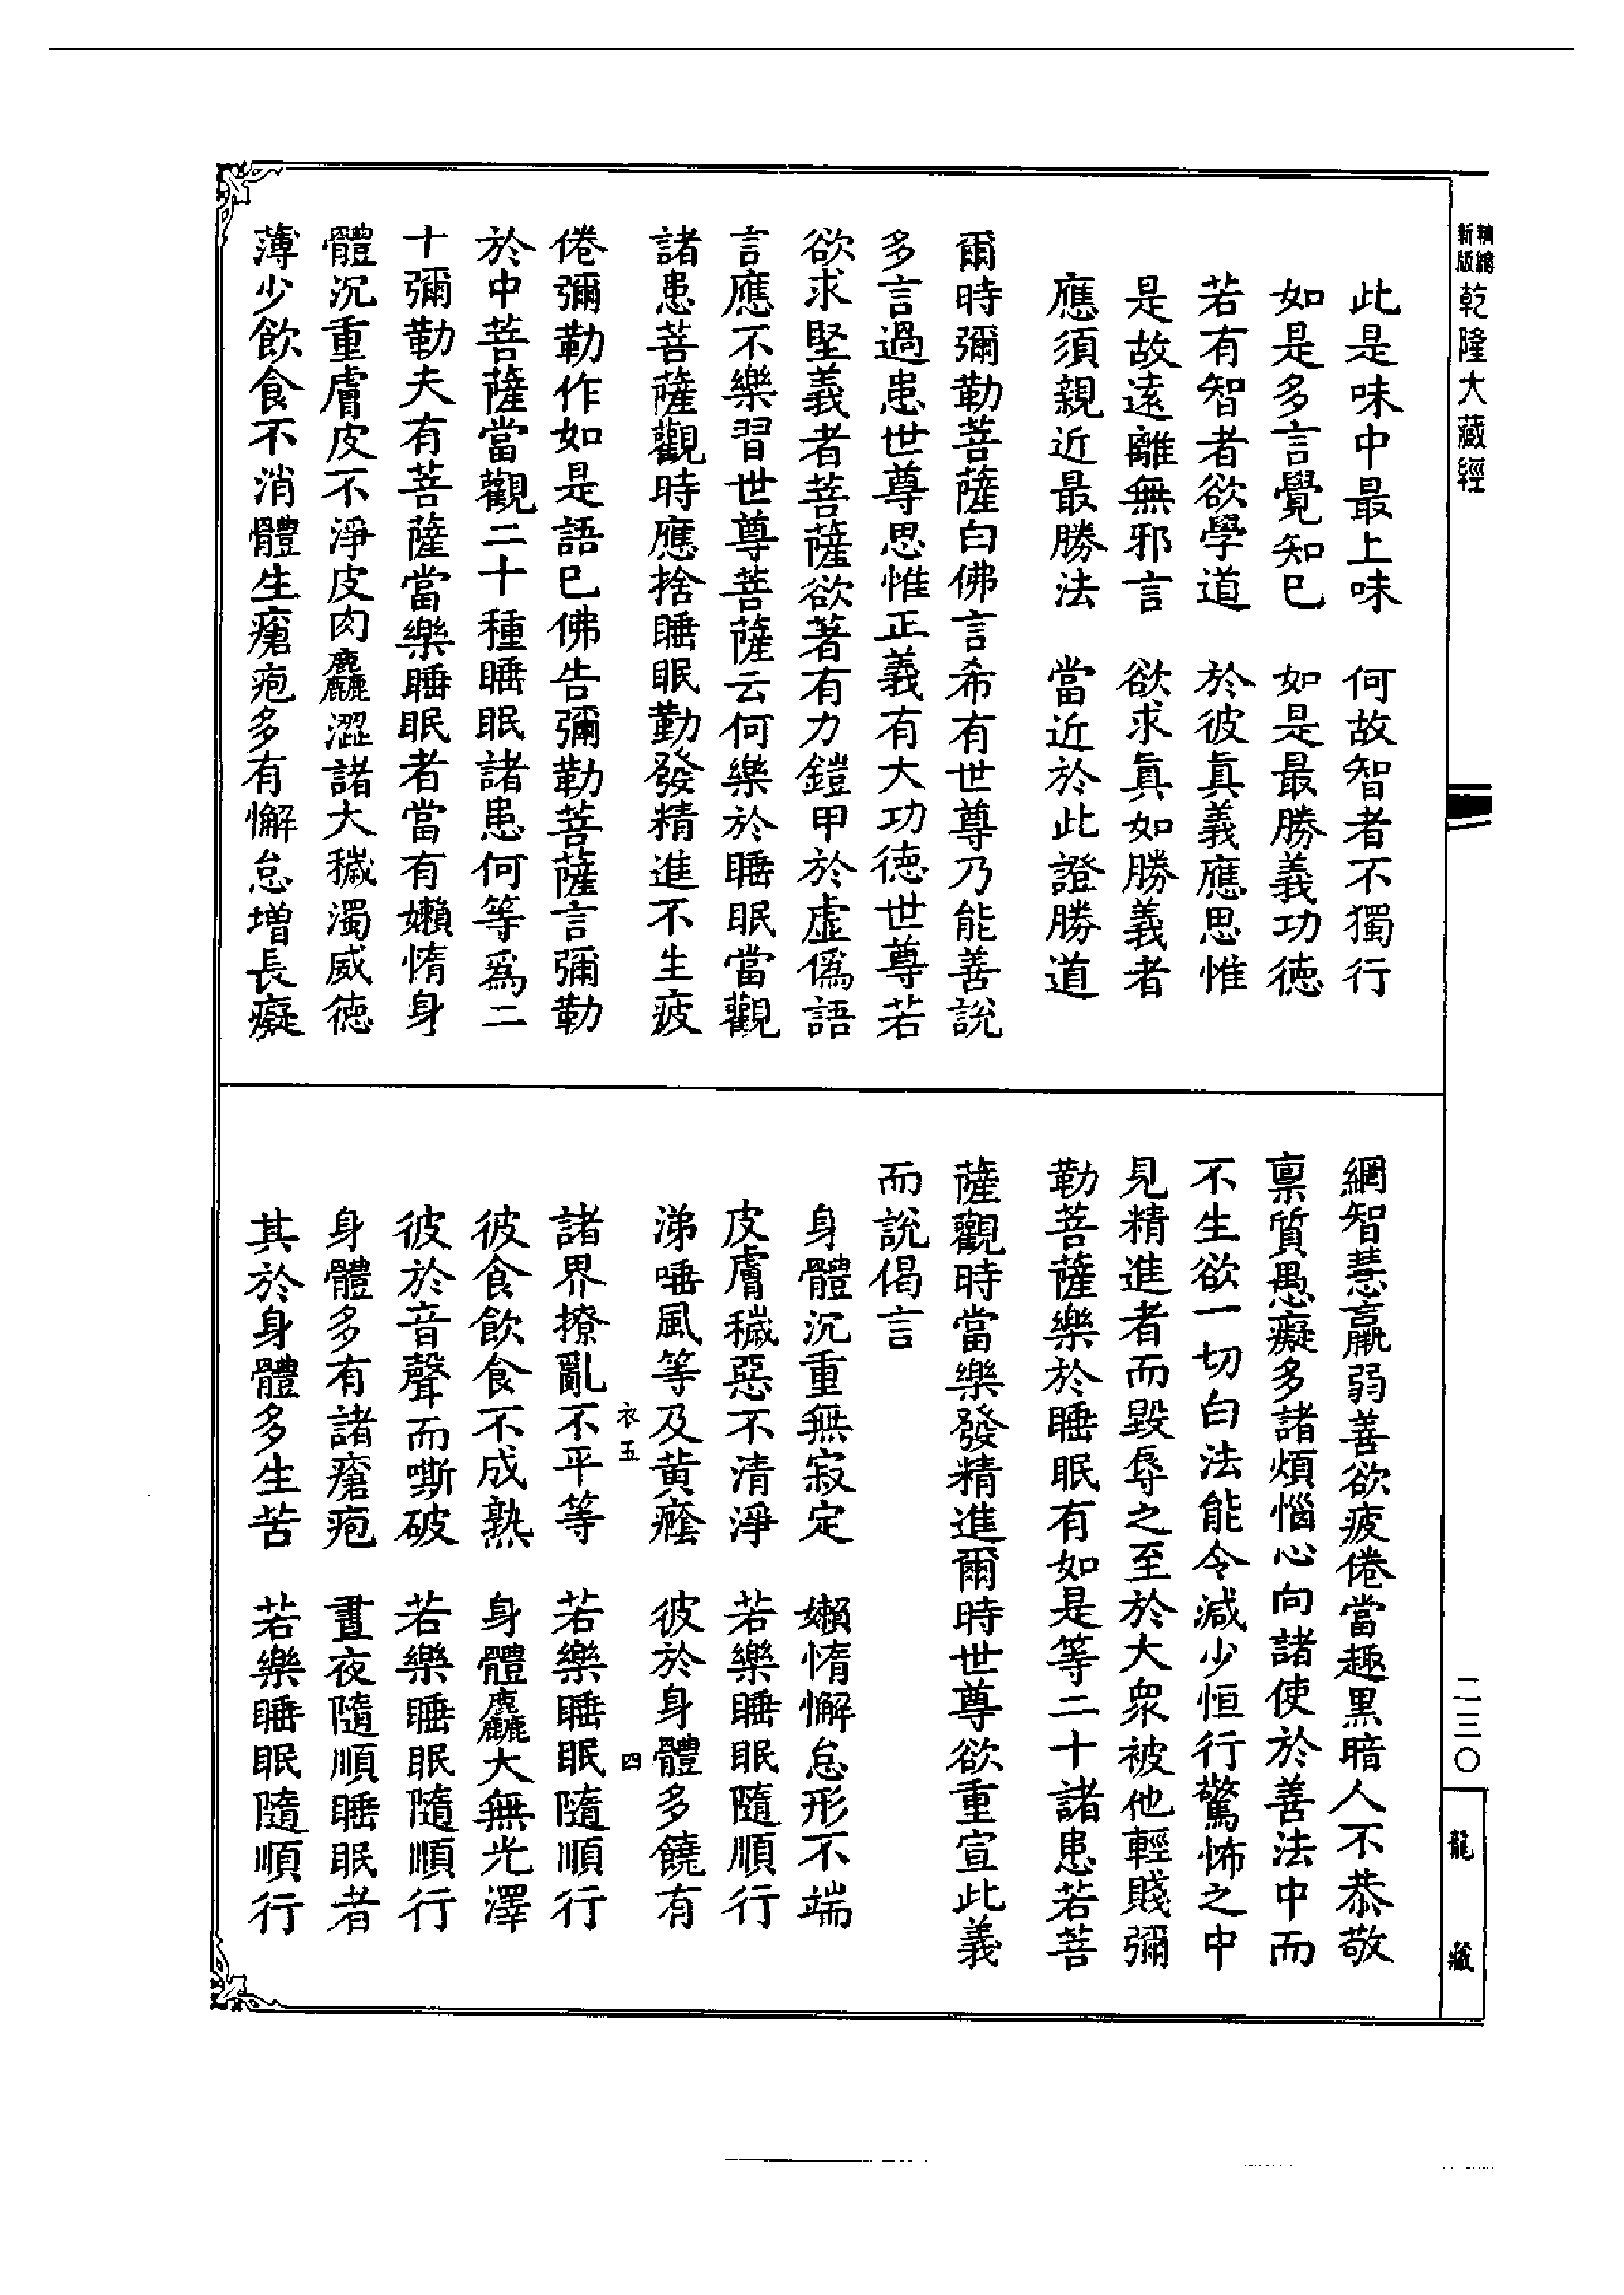 精縮
新版
乾隆大藏經
此是味中最上味　何故智者不獨行
如是多言覺知巳　如是最勝義功德
若有智者欲學道　於彼眞義應思惟
是故遠離無邪言　欲求眞如勝義者
應須親近最勝法　當近於此證勝道
爾時彌勒菩薩白佛言希有世尊乃能善說
多言過患世尊思惟正義有大功德世尊若
欲求堅義者菩薩欲著有力鎧甲於虛僞語
言應不樂習世尊菩薩云何樂於睡眠當觀
諸患菩薩觀時應捨睡眠勤發精進不生疲
倦彌勒作如是語巳佛告彌勒菩薩言彌勒
於中菩薩當觀二十種睡眠諸患何等爲二
十彌勒夫有菩薩當樂睡眠者當有嬾惰身
體沉重膚皮不淨皮肉麤澀諸大穢濁威德
薄少飮食不消體生瘡疱多有懈怠增長癡
網智慧羸弱善欲疲倦當趣黑暗人不恭敬
稟質愚癡多諸煩惱心向諸使於善法中而
不生欲一切白法能令減少恒行驚怖之中
見精進者而毀辱之至於大衆被他輕賤彌
勒菩薩樂於睡眠有如是等二十諸患若菩
薩觀時當樂發精進爾時世尊欲重宣此義
而說偈言
身體沉重無寂定　嬾惰懈怠形不端
皮膚穢惡不清淨　若樂睡眠隨順行
涕唾風等及黃癊　彼於身體多饒有
衣五　四
諸界撩亂不平等　若樂睡眠隨順行
彼食飮食不成熟　身體麤大無光澤
彼於音聲而嘶破　若樂睡眠隨順行
身體多有諸瘡疱　晝夜隨順睡眠者
其於身體多生苦　若樂睡眠隨順行
二三〇
龍藏